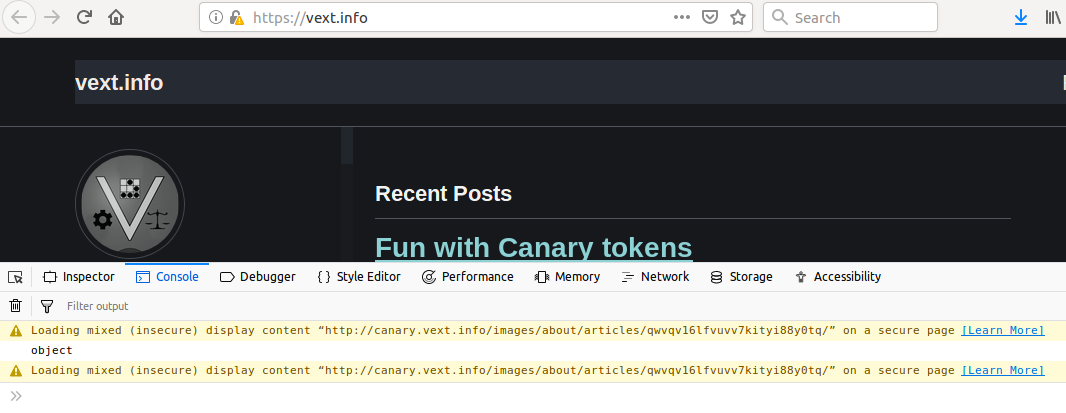 https://vext.info
Search
vext.info
Recent Posts
Fun with Canary tokens
Inspector Console Debugger Style Editor Performance Memory Network Storage Accessibility
Filter output
Loading mixed (insecure) display content “http://canary.vext.info/images/about/articles/qwvqv16lfvuvv7kityi88y0tq/” on a secure page [Learn More]
object
Loading mixed (insecure) display content “http://canary.vext.info/images/about/articles/qwvqv16lfvuvv7kityi88y0tq/” on a secure page [Learn More]